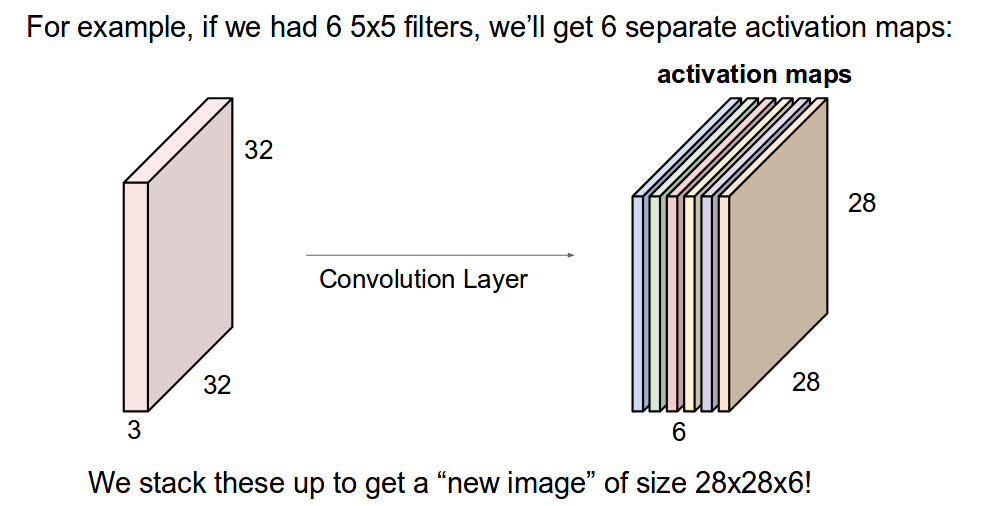 For example, if we had 6 5x5 filters, we’ll get 6 separate activation maps:
activation maps
32
28
Convolution Layer
32
28
3
6
We stack these up to get a “new image” of size 28x28x6!